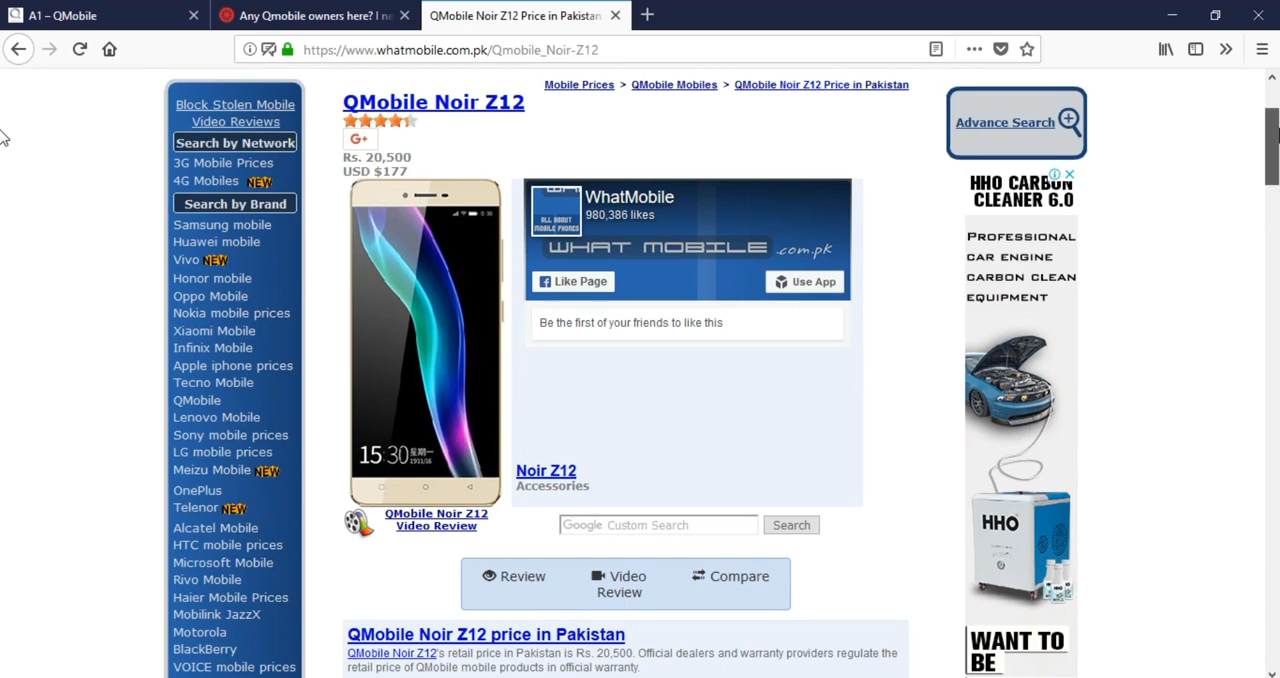 A1 – QMobile
Any Qmobile owners here? I ne
QMobile Noir Z12 Price in Pakistan
https://www.whatmobile.com.pk/Qmobile_Noir-Z12
Mobile Prices > QMobile Mobiles > QMobile Noir Z12 Price in Pakistan
Block Stolen Mobile
Video Reviews
Search by Network
3G Mobile Prices
4G Mobiles NEW
Search by Brand
Samsung mobile
Huawei mobile
Vivo NEW
Honor mobile
Oppo Mobile
Nokia mobile prices
Xiaomi Mobile
Infinix Mobile
Apple iphone prices
Tecno Mobile
QMobile
Lenovo Mobile
Sony mobile prices
LG mobile prices
Meizu Mobile NEW
OnePlus
Telenor NEW
Alcatel Mobile
HTC mobile prices
Microsoft Mobile
Rivo Mobile
Haier Mobile Prices
Mobilink JazzX
Motorola
BlackBerry
VOICE mobile prices
QMobile Noir Z12
G+
Rs. 20,500
USD $177
15:30 星期一
15/11/16
QMobile Noir Z12
Video Review
ALL ABOUT
MOBILE PHONES
WhatMobile
980,386 likes
WHAT MOBILE .com.pk
Like Page
Use App
Be the first of your friends to like this
Noir Z12
Accessories
Google Custom Search
Search
Review
Video
Review
Compare
QMobile Noir Z12 price in Pakistan
QMobile Noir Z12's retail price in Pakistan is Rs. 20,500. Official dealers and warranty providers regulate the
retail price of QMobile mobile products in official warranty.
Advance Search
HHO CARBON
CLEANER 6.0
PROFESSIONAL
CAR ENGINE
CARBON CLEAN
EQUIPMENT
HHO
WANT TO
BE